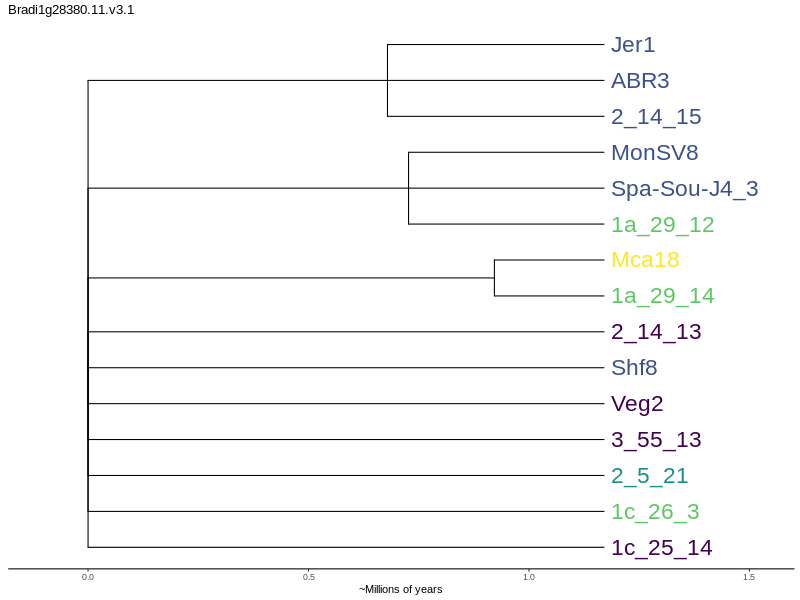 Bradi1g28380.11.v3.1
Jer1
ABR3
2_14_15
MonSV8
Spa-Sou-J4_3
1a_29_12
Mca18
1a_29_14
2_14_13
Shf8
Veg2
3_55_13
2_5_21
1c_26_3
1c_25_14
0.0 0.5 1.0 1.5
~Millions of years